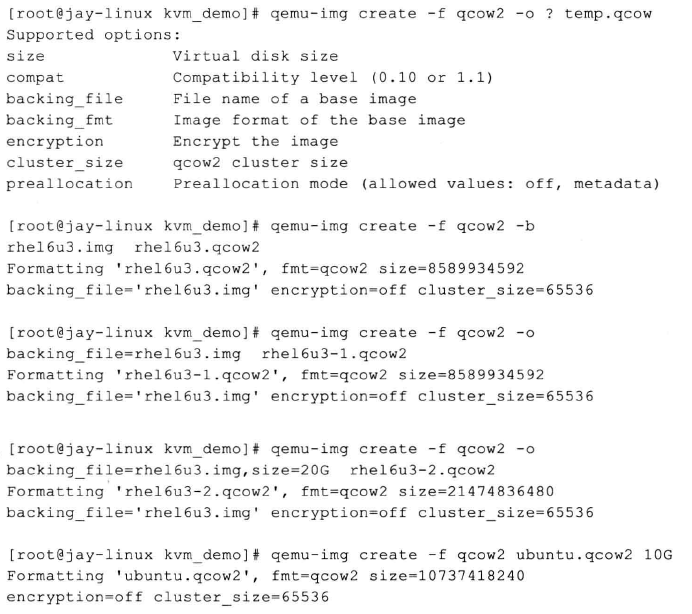 [root@jay-linux kvm_demo]# qemu-img create -f qcow2 -o ? temp.qcow
Supported options:
size             Virtual disk size
compat           Compatibility level (0.10 or 1.1)
backing_file     File name of a base image
backing_fmt      Image format of the base image
encryption       Encrypt the image
cluster_size     qcow2 cluster size
preallocation    Preallocation mode (allowed values: off, metadata)
[root@jay-linux kvm_demo]# qemu-img create -f qcow2 -b
rhel6u3.img  rhel6u3.qcow2
Formatting 'rhel6u3.qcow2', fmt=qcow2 size=8589934592
backing_file='rhel6u3.img' encryption=off cluster_size=65536
[root@jay-linux kvm_demo]# qemu-img create -f qcow2 -o
backing_file=rhel6u3.img  rhel6u3-1.qcow2
Formatting 'rhel6u3-1.qcow2', fmt=qcow2 size=8589934592
backing_file='rhel6u3.img' encryption=off cluster_size=65536
[root@jay-linux kvm_demo]# qemu-img create -f qcow2 -o
backing_file=rhel6u3.img,size=20G  rhel6u3-2.qcow2
Formatting 'rhel6u3-2.qcow2', fmt=qcow2 size=21474836480
backing_file='rhel6u3.img' encryption=off cluster_size=65536
[root@jay-linux kvm_demo]# qemu-img create -f qcow2 ubuntu.qcow2 10G
Formatting 'ubuntu.qcow2', fmt=qcow2 size=10737418240
encryption=off cluster_size=65536